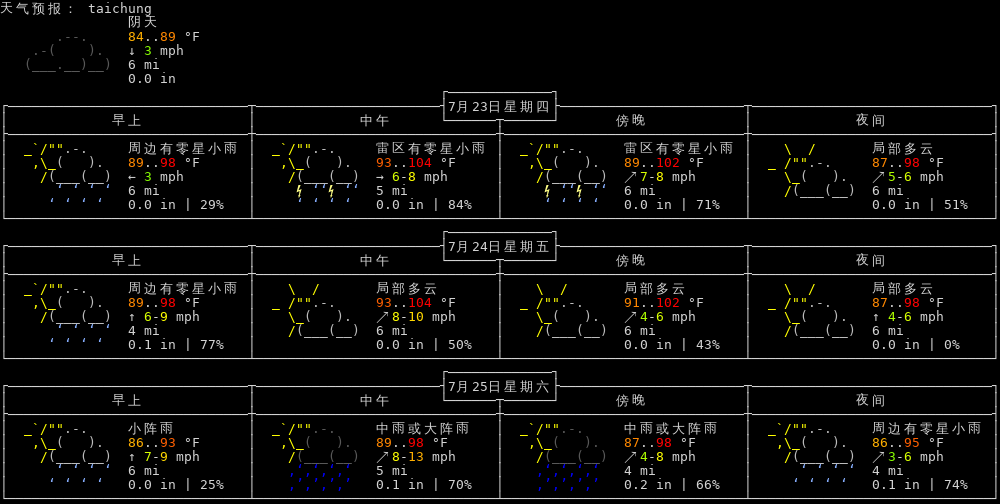 天气预报： taichung
阴天
84..89 °F
↓ 3 mph
6 mi
0.0 in
7月23日星期四
早上 中午 傍晚 夜间
周边有零星小雨 雷区有零星小雨 雷区有零星小雨 局部多云
89..98 °F 93..104 °F 89..102 °F 87..98 °F
← 3 mph → 6-8 mph ↗ 7-8 mph ↗ 5-6 mph
6 mi 5 mi 6 mi 6 mi
0.0 in | 29% 0.0 in | 84% 0.0 in | 71% 0.0 in | 51%
7月24日星期五
早上 中午 傍晚 夜间
周边有零星小雨 局部多云 局部多云 局部多云
89..98 °F 93..104 °F 91..102 °F 87..98 °F
↑ 6-9 mph ↗ 8-10 mph ↗ 4-6 mph ↑ 4-6 mph
4 mi 6 mi 6 mi 6 mi
0.1 in | 77% 0.0 in | 50% 0.0 in | 43% 0.0 in | 0%
7月25日星期六
早上 中午 傍晚 夜间
小阵雨 中雨或大阵雨 中雨或大阵雨 周边有零星小雨
86..93 °F 89..98 °F 87..98 °F 86..95 °F
↑ 7-9 mph ↗ 8-13 mph ↗ 4-8 mph ↗ 3-6 mph
6 mi 5 mi 4 mi 4 mi
0.0 in | 25% 0.1 in | 70% 0.2 in | 66% 0.1 in | 74%